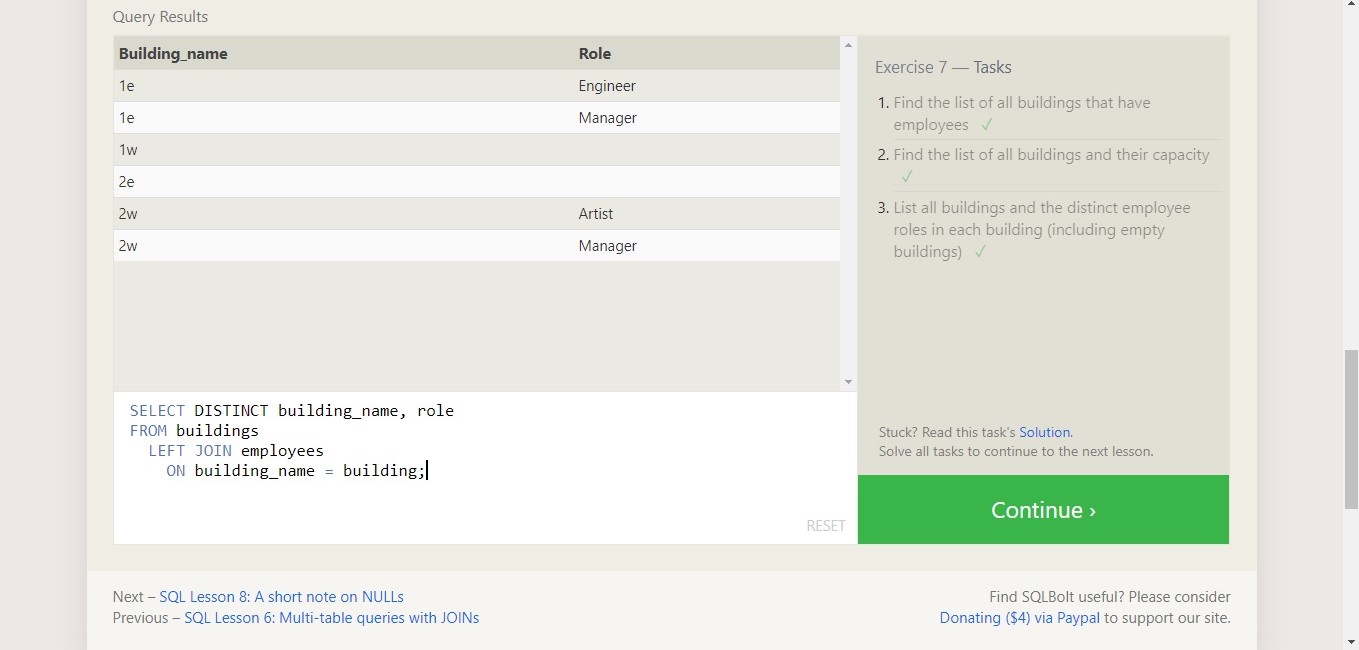 Query Results
Building_name Role
1e Engineer
1e Manager
1w
2e
2w Artist
2w Manager
SELECT DISTINCT building_name, role
FROM buildings
LEFT JOIN employees
ON building_name = building;
RESET
Exercise 7 — Tasks
1. Find the list of all buildings that have
employees ✓
2. Find the list of all buildings and their capacity
✓
3. List all buildings and the distinct employee
roles in each building (including empty
buildings) ✓
Stuck? Read this task's Solution.
Solve all tasks to continue to the next lesson.
Continue ›
Next – SQL Lesson 8: A short note on NULLs
Previous – SQL Lesson 6: Multi-table queries with JOINs
Find SQLBolt useful? Please consider
Donating ($4) via Paypal to support our site.